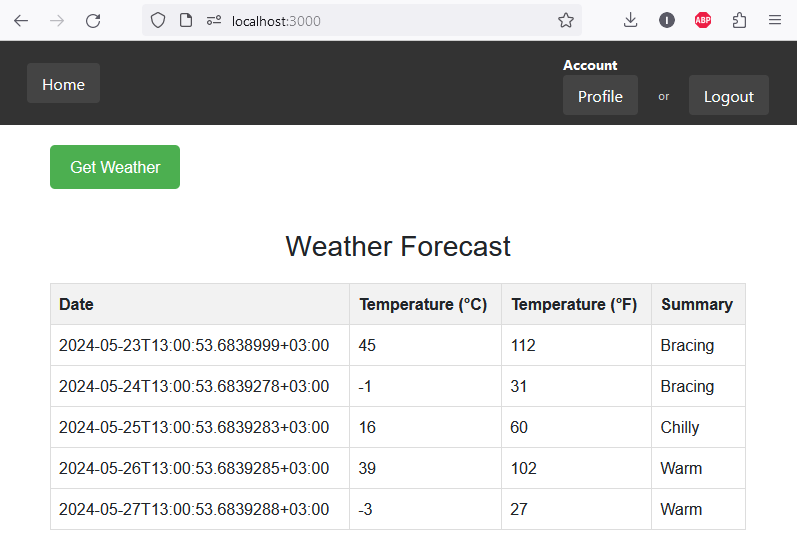 localhost:3000
I
ABP
Account
Home
Profile or Logout
Get Weather
Weather Forecast
Date Temperature (°C) Temperature (°F) Summary
2024-05-23T13:00:53.6838999+03:00 45 112 Bracing
2024-05-24T13:00:53.6839278+03:00 -1 31 Bracing
2024-05-25T13:00:53.6839283+03:00 16 60 Chilly
2024-05-26T13:00:53.6839285+03:00 39 102 Warm
2024-05-27T13:00:53.6839288+03:00 -3 27 Warm